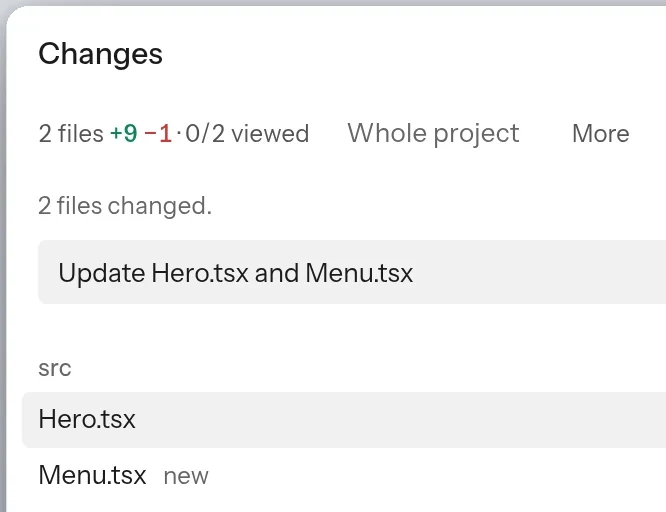 Changes
2 files +9 −1 · 0/2 viewed Whole project More
2 files changed.
Update Hero.tsx and Menu.tsx
src
Hero.tsx
Menu.tsx new